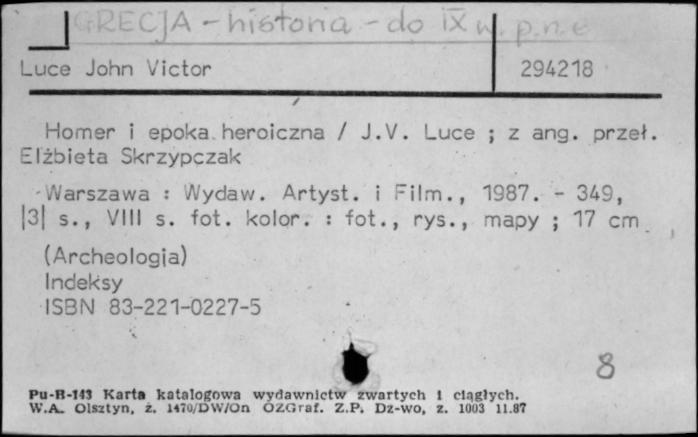 GRECJA - historia - do IX w. p.n.e
Luce John Victor 294218
Homer i epoka heroiczna / J.V. Luce ; z ang. przeł.
Elżbieta Skrzypczak
Warszawa : Wydaw. Artyst. i Film., 1987. - 349,
|3| s., VIII s. fot. kolor. : fot., rys., mapy ; 17 cm
(Archeologia)
Indeksy
ISBN 83-221-0227-5
8
Pu-B-143 Karta katalogowa wydawnictw zwartych i ciągłych.
W.A. Olsztyn, z. 1470/DW/On OZGraf. Z.P. Dz-wo, z. 1003 11.87